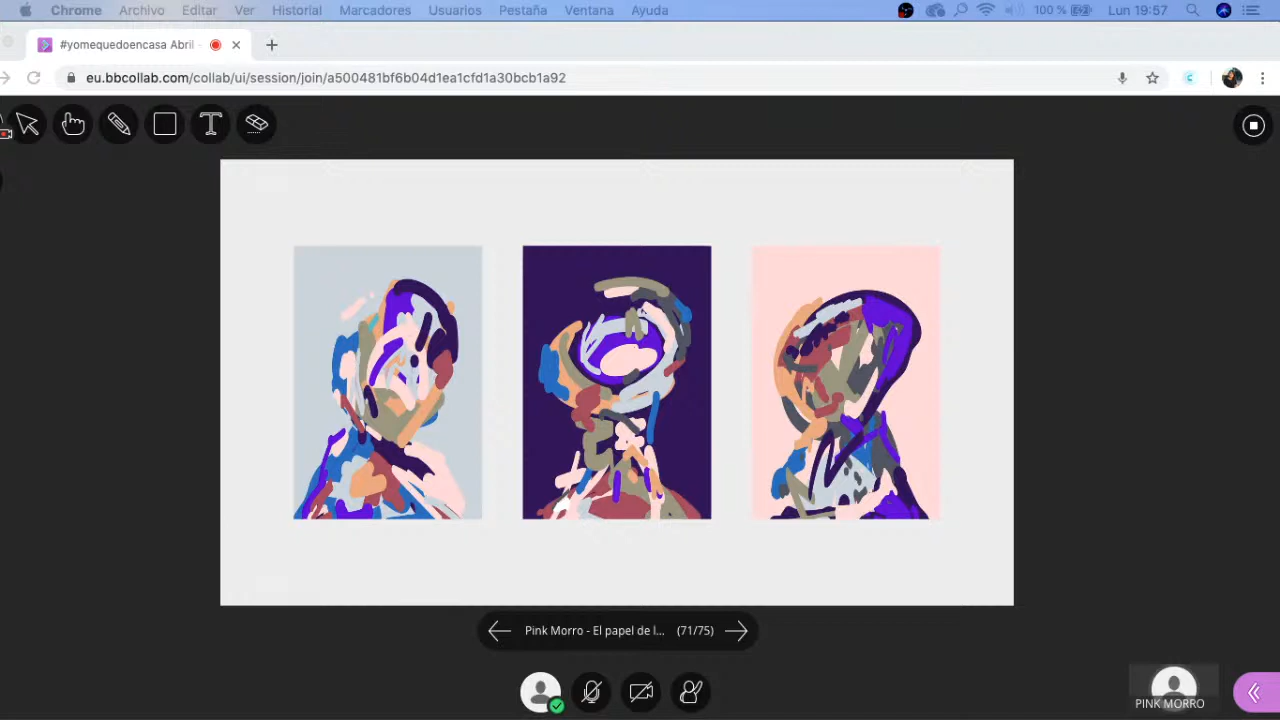 Chrome Archivo Editar Ver Historial Marcadores Usuarios Pestaña Ventana Ayuda 100 % Lun 19:57
#yomequedoencasa Abril -
eu.bbcollab.com/collab/ui/session/join/a500481bf6b04d1ea1cfd1a30bcb1a92
T
Pink Morro - El papel de l... (71/75)
PINK MORRO